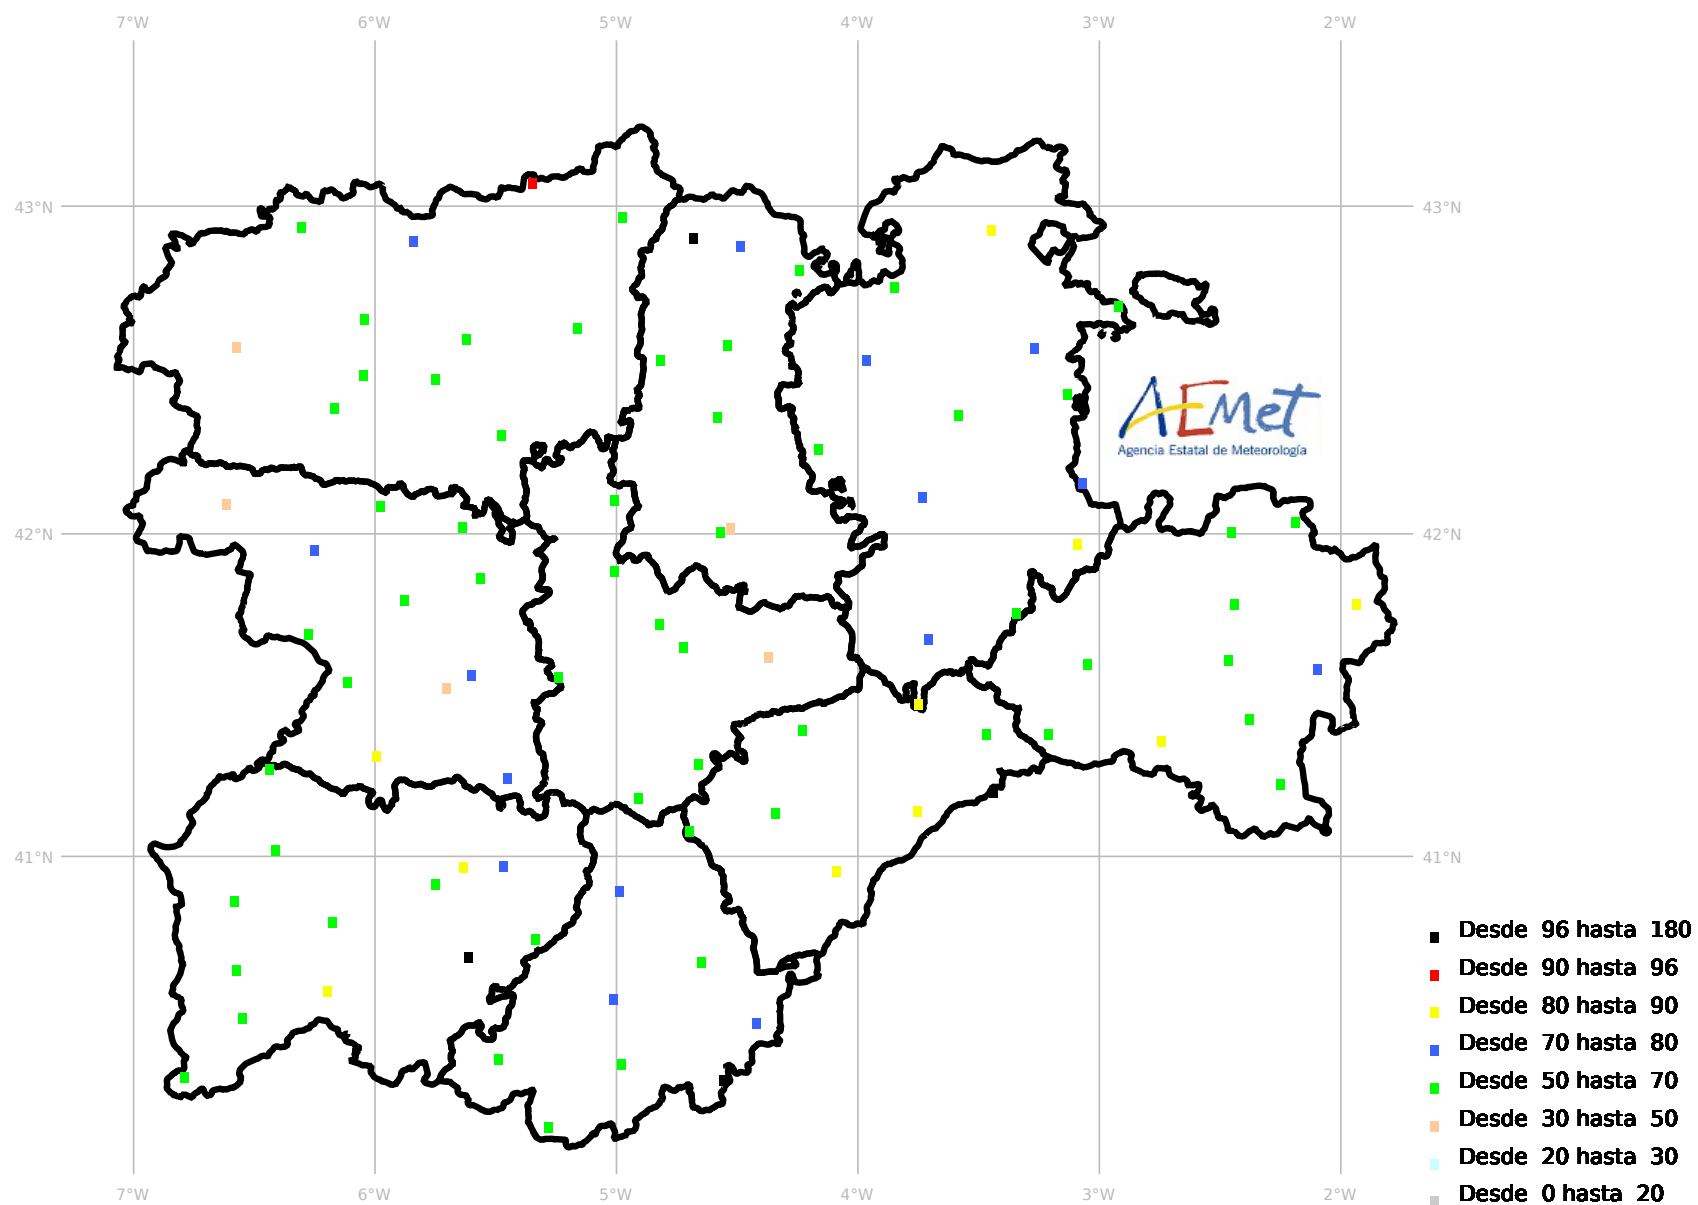 7°W 6°W 5°W 4°W 3°W 2°W
43°N 43°N
AEMet
Agencia Estatal de Meteorología
42°N 42°N
41°N 41°N
Desde 96 hasta 180
Desde 90 hasta 96
Desde 80 hasta 90
Desde 70 hasta 80
Desde 50 hasta 70
Desde 30 hasta 50
Desde 20 hasta 30
Desde 0 hasta 20
7°W 6°W 5°W 4°W 3°W 2°W